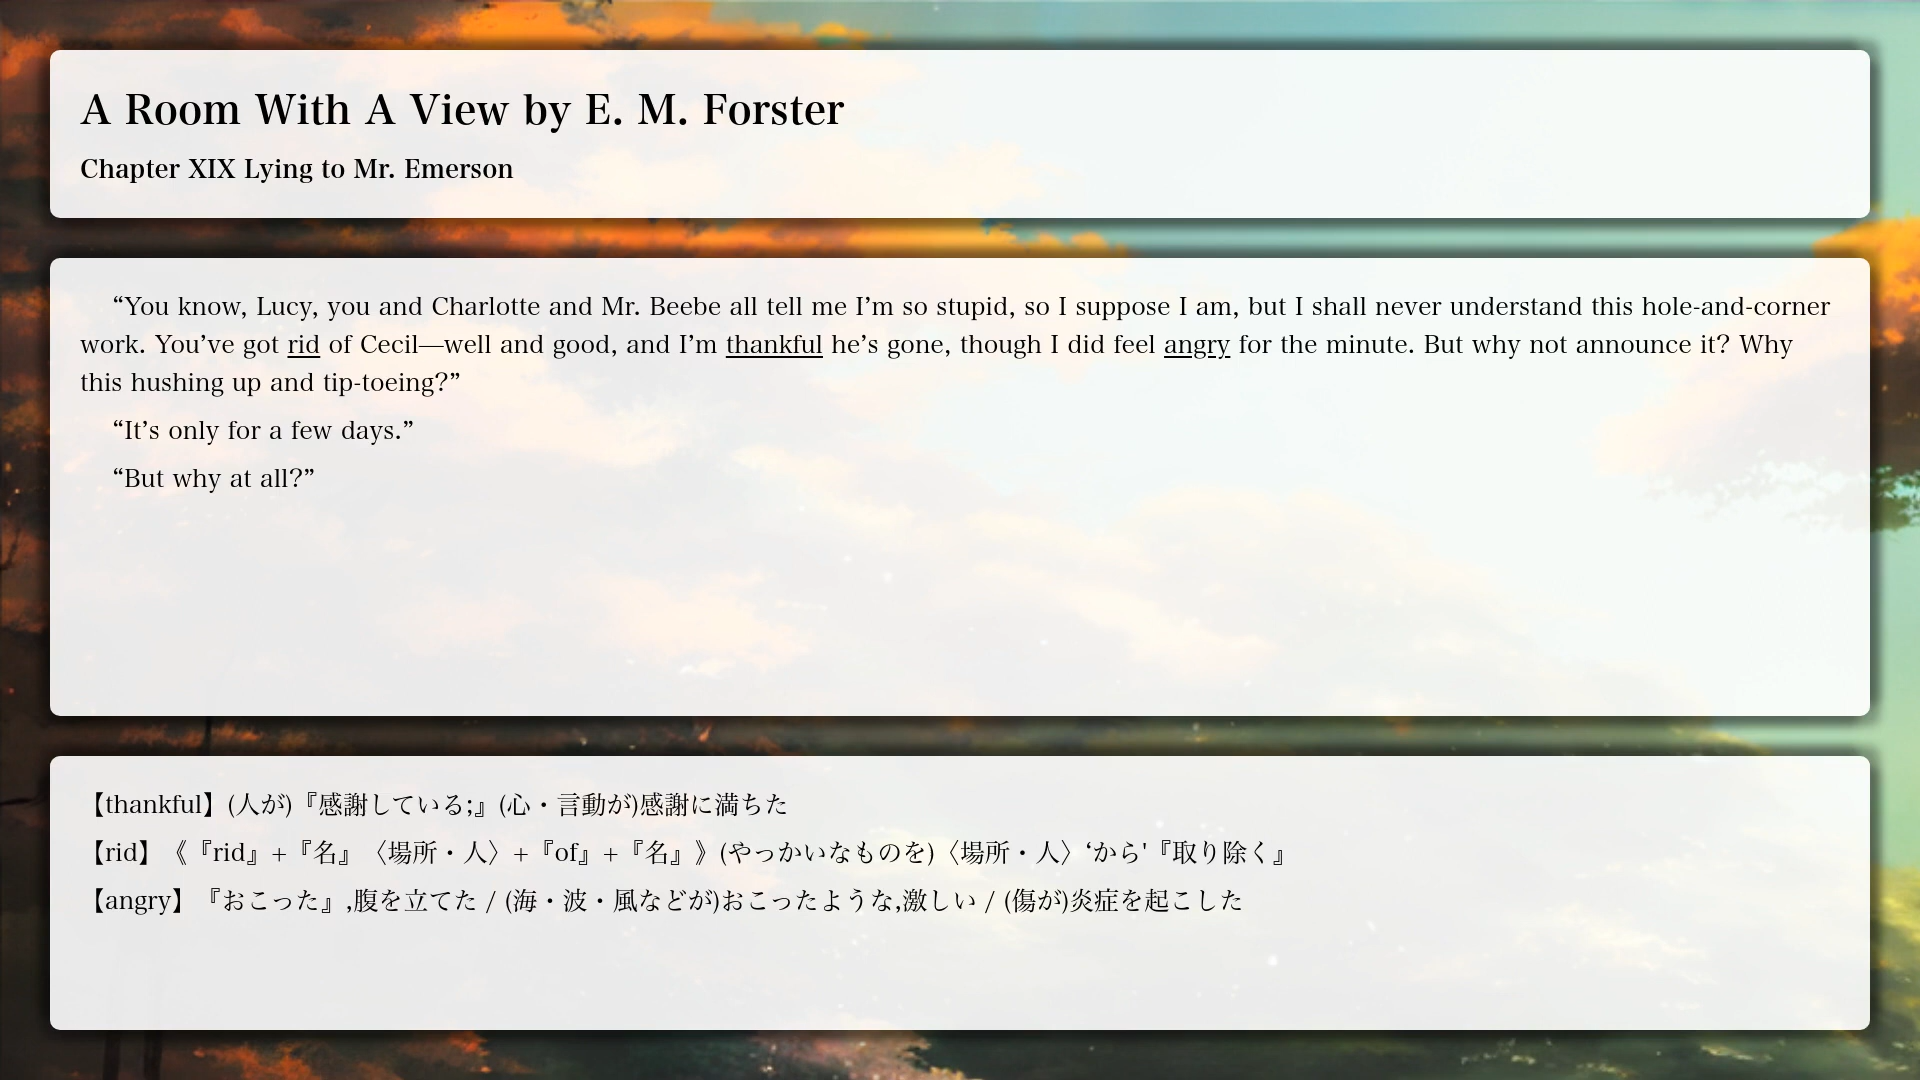 A Room With A View by E. M. Forster
Chapter XIX Lying to Mr. Emerson
“You know, Lucy, you and Charlotte and Mr. Beebe all tell me I’m so stupid, so I suppose I am, but I shall never understand this hole-and-corner
work. You’ve got rid of Cecil—well and good, and I’m thankful he’s gone, though I did feel angry for the minute. But why not announce it? Why
this hushing up and tip-toeing?”
“It’s only for a few days.”
“But why at all?”
【thankful】(人が)『感謝している;』(心・言動が)感謝に満ちた
【rid】《『rid』+『名』〈場所・人〉+『of』+『名』》(やっかいなものを)〈場所・人〉‘から'『取り除く』
【angry】『おこった』,腹を立てた / (海・波・風などが)おこったような,激しい / (傷が)炎症を起こした